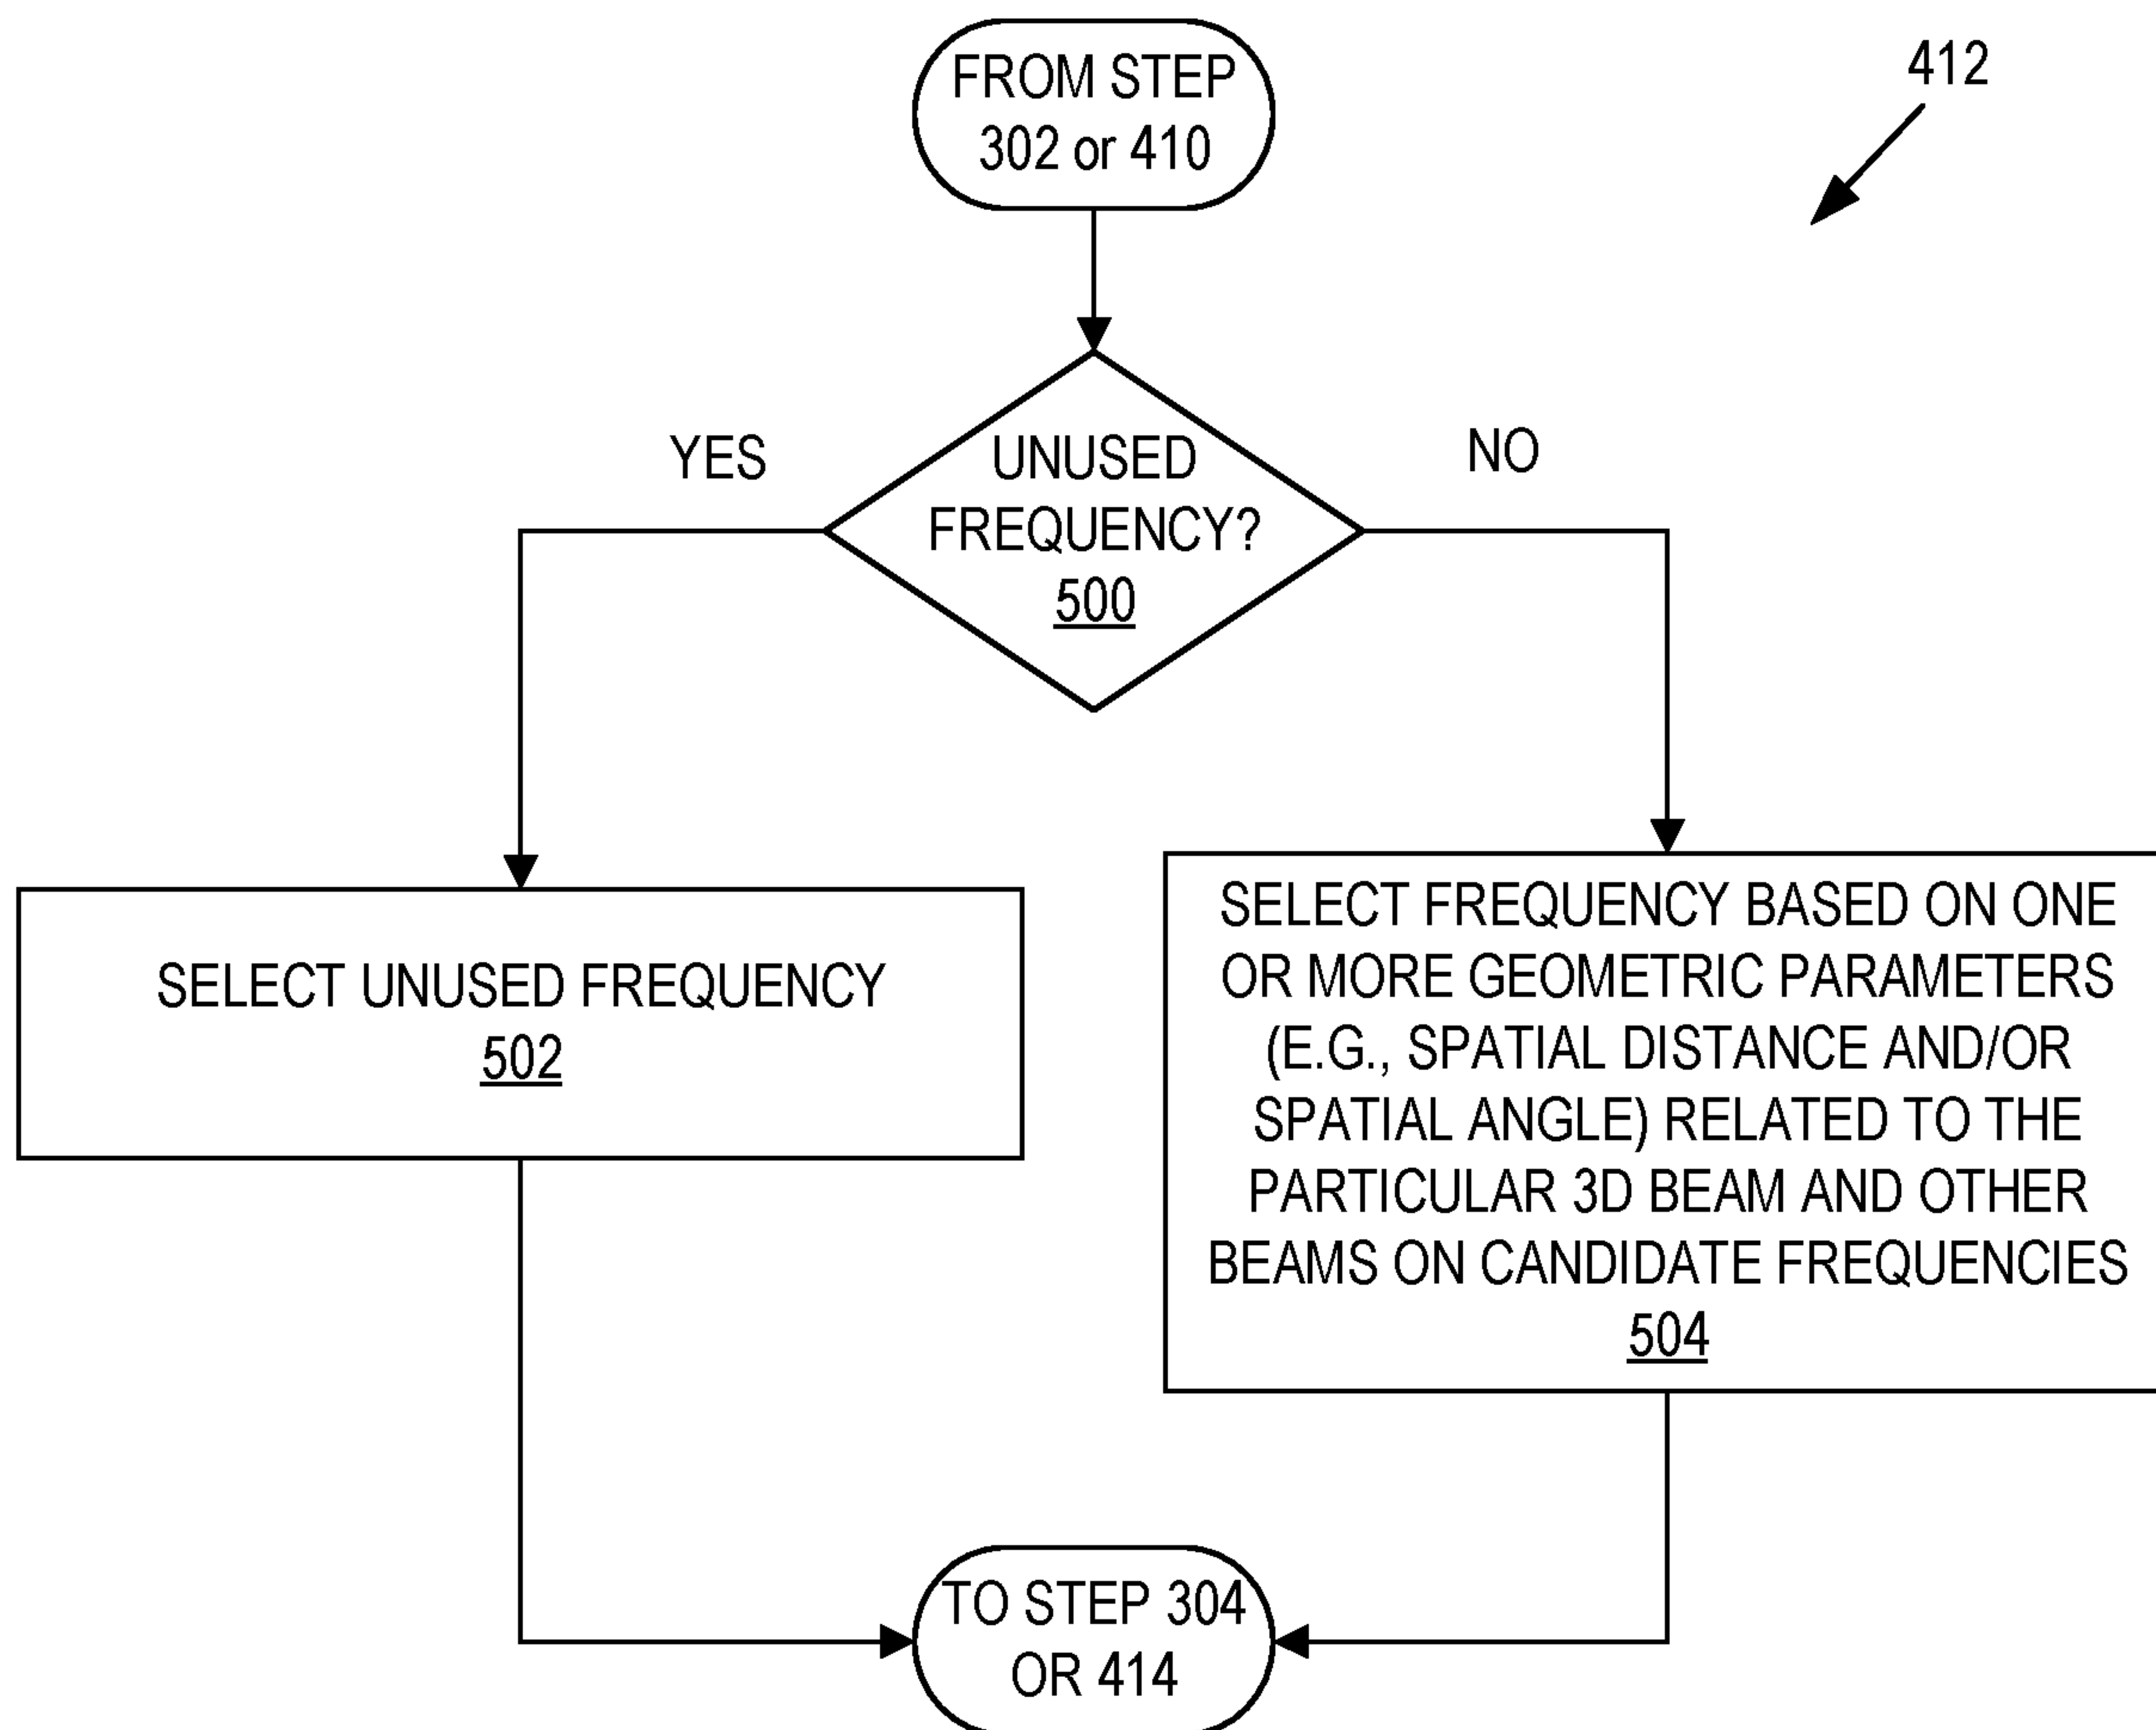 FROM STEP
302 or 410
412
YES
UNUSED
FREQUENCY?
500
NO
SELECT UNUSED FREQUENCY
502
SELECT FREQUENCY BASED ON ONE
OR MORE GEOMETRIC PARAMETERS
(E.G., SPATIAL DISTANCE AND/OR
SPATIAL ANGLE) RELATED TO THE
PARTICULAR 3D BEAM AND OTHER
BEAMS ON CANDIDATE FREQUENCIES
504
TO STEP 304
OR 414